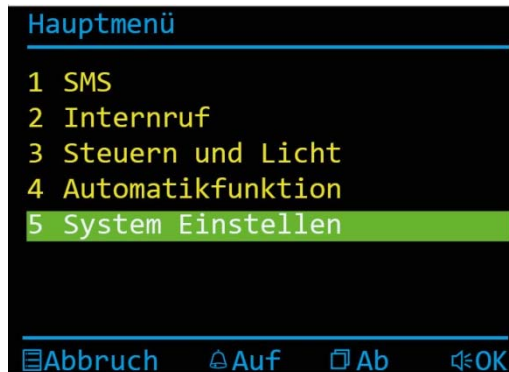 Hauptmenü
1 SMS
2 Internruf
3 Steuern und Licht
4 Automatikfunktion
5 System Einstellen
Abbruch Auf Ab OK